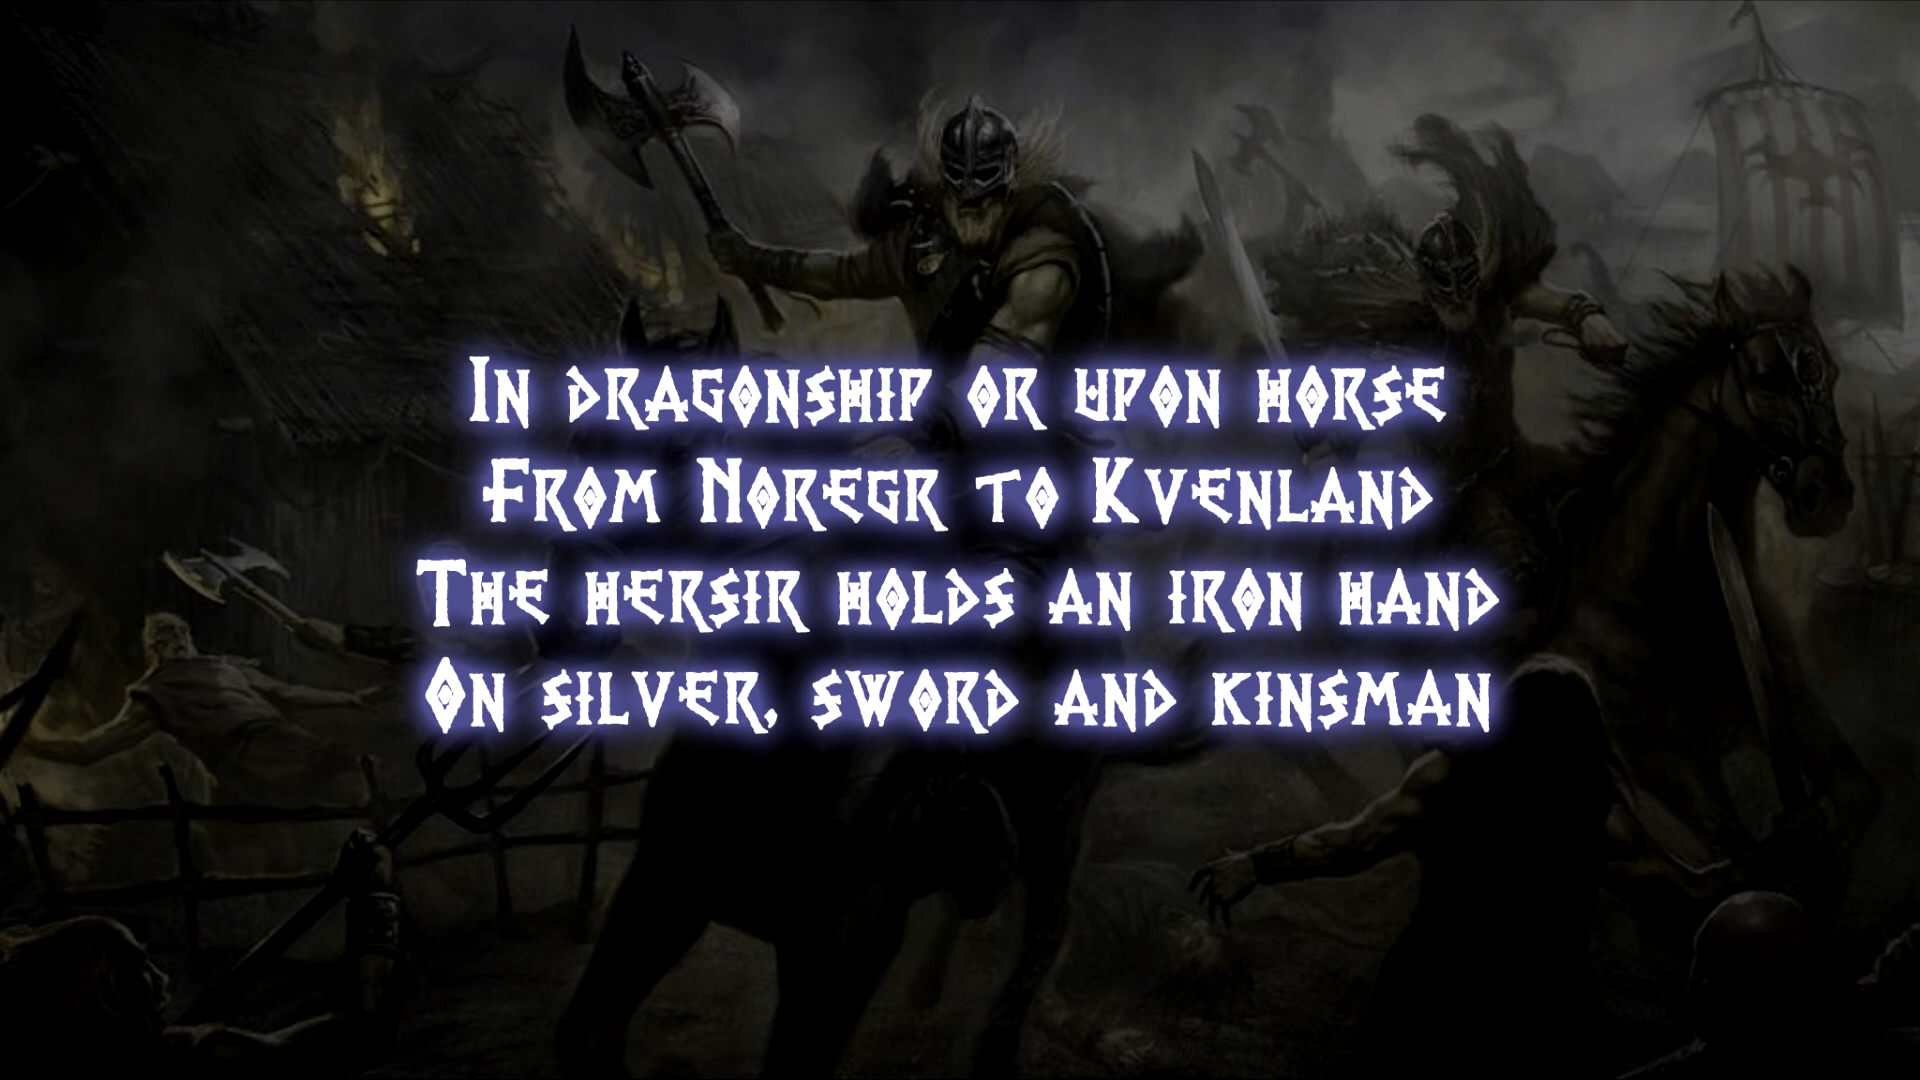 In dragonship or upon horse
From Noregr to Kvenland
The hersir holds an iron hand
On silver, sword and kinsman